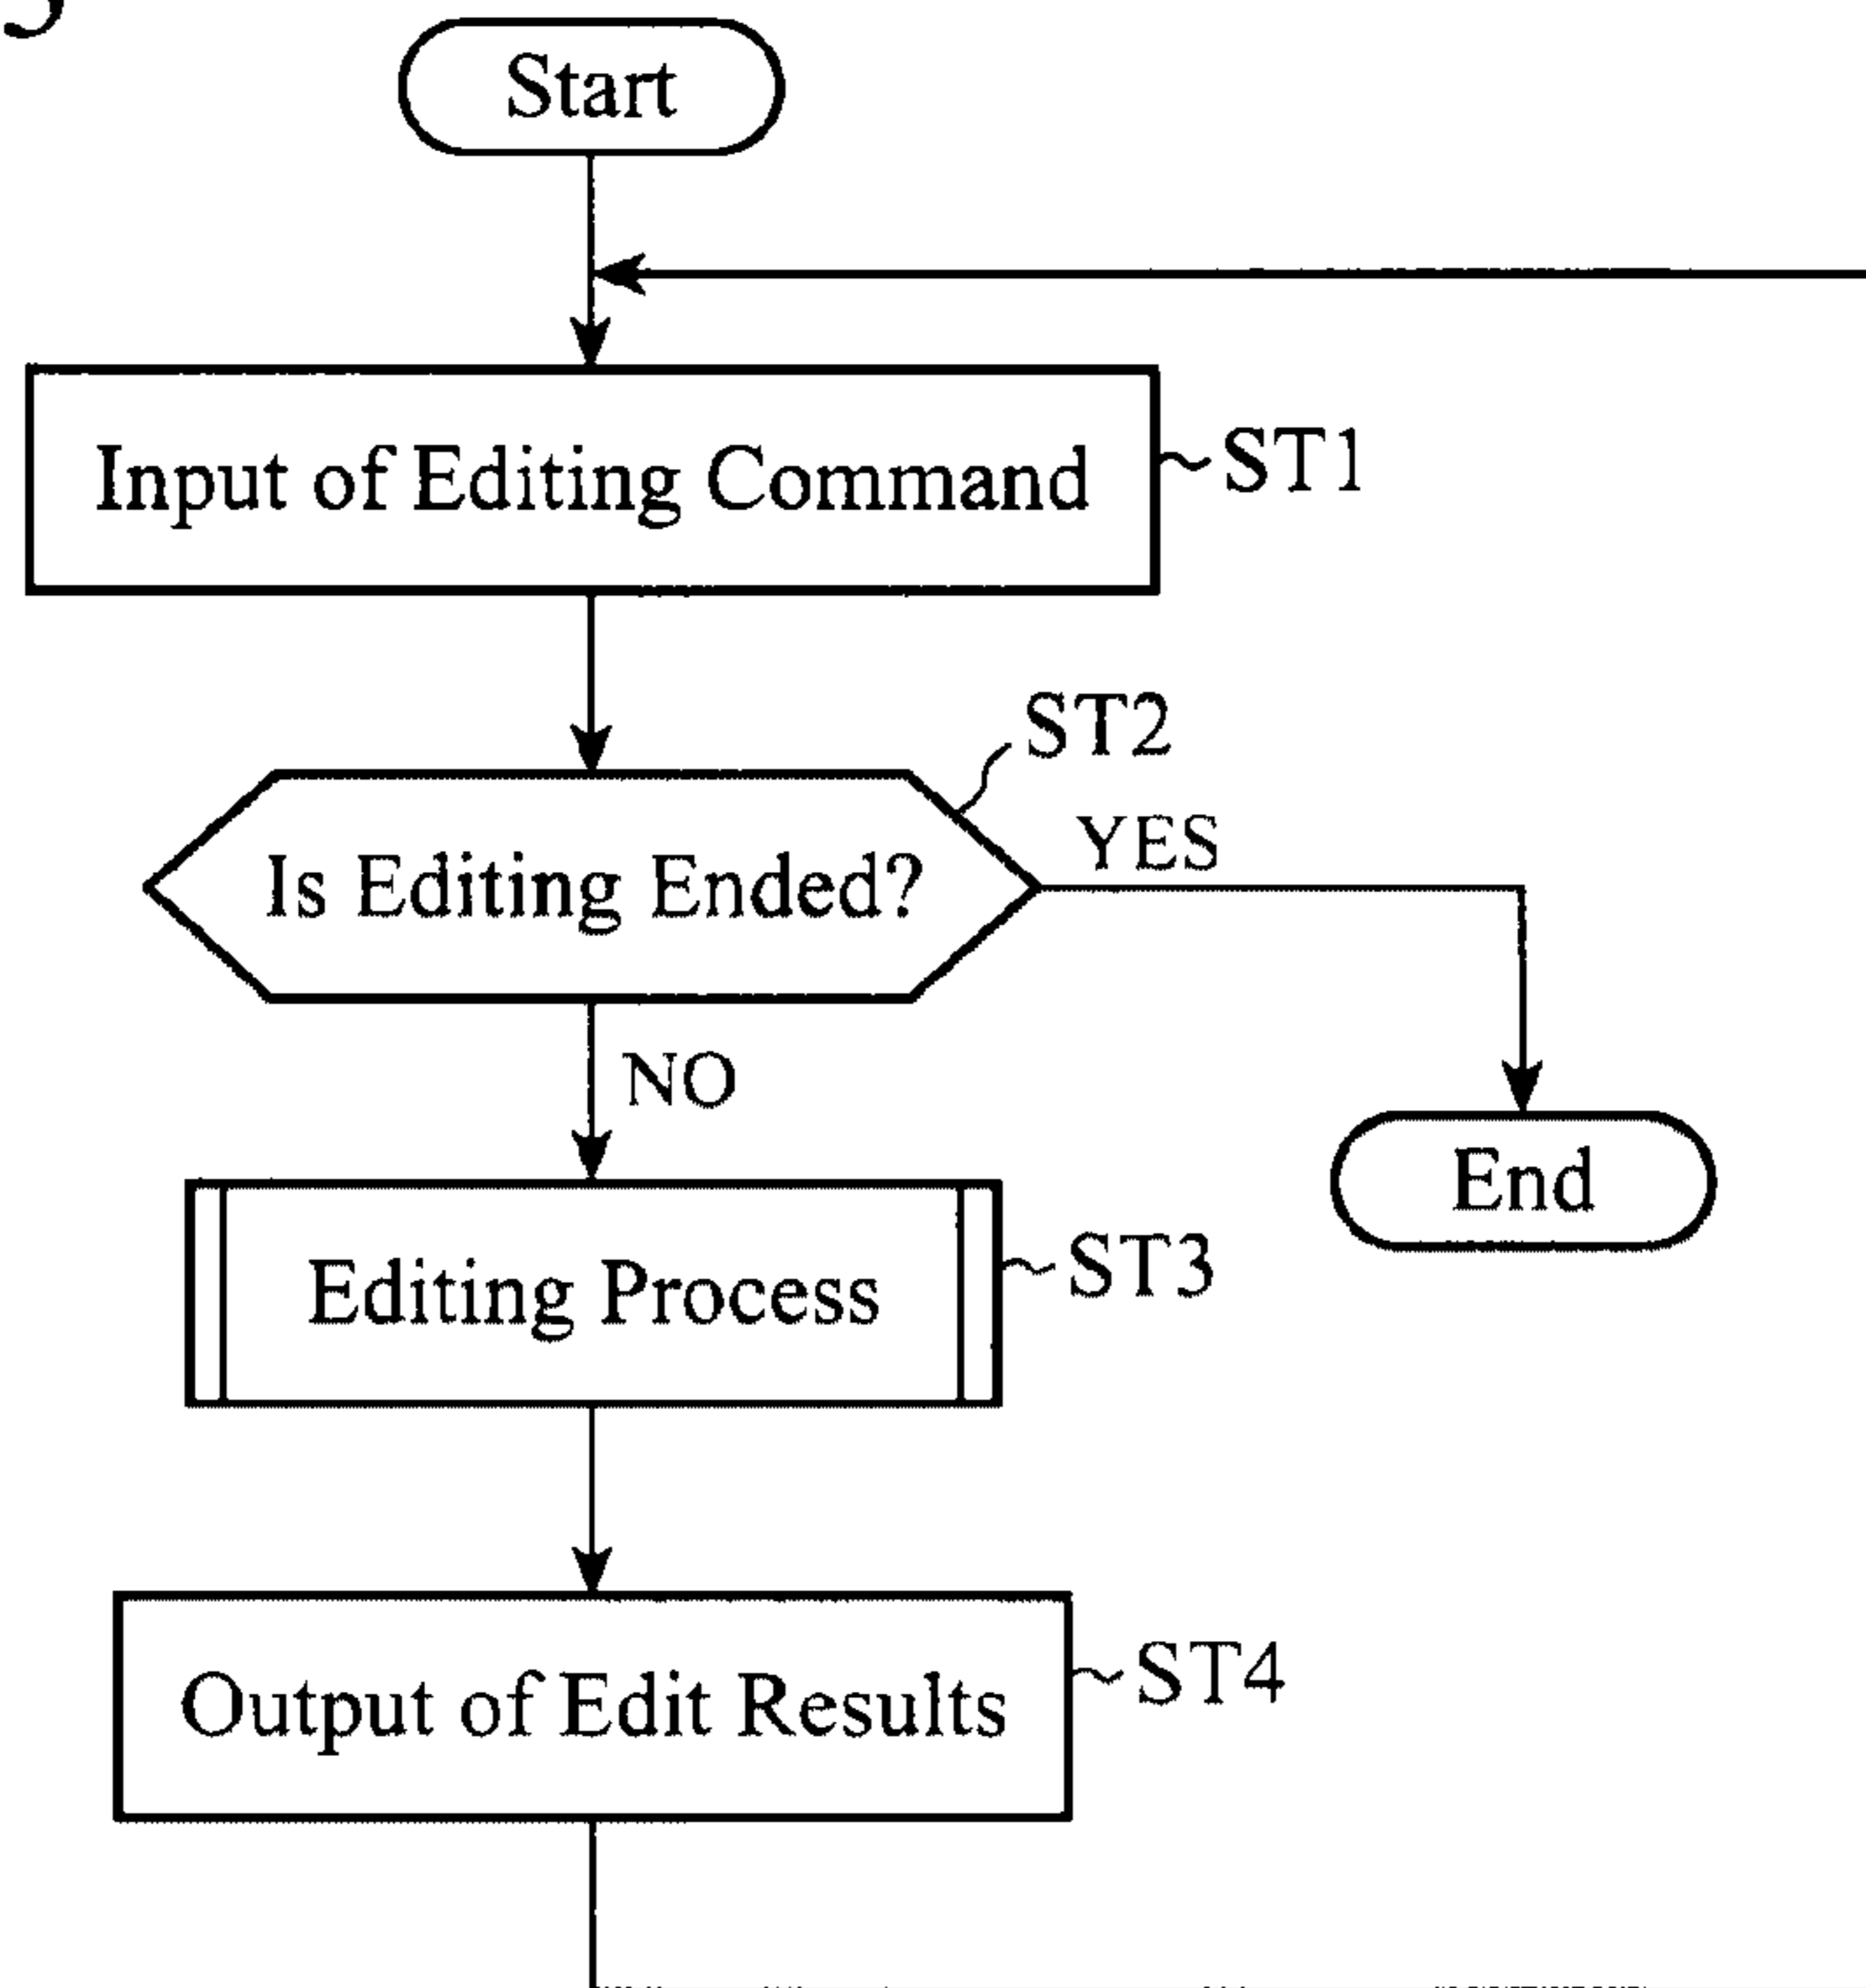 Start
Input of Editing Command
ST1
ST2
Is Editing Ended?
YES
NO
End
Editing Process
ST3
Output of Edit Results
ST4